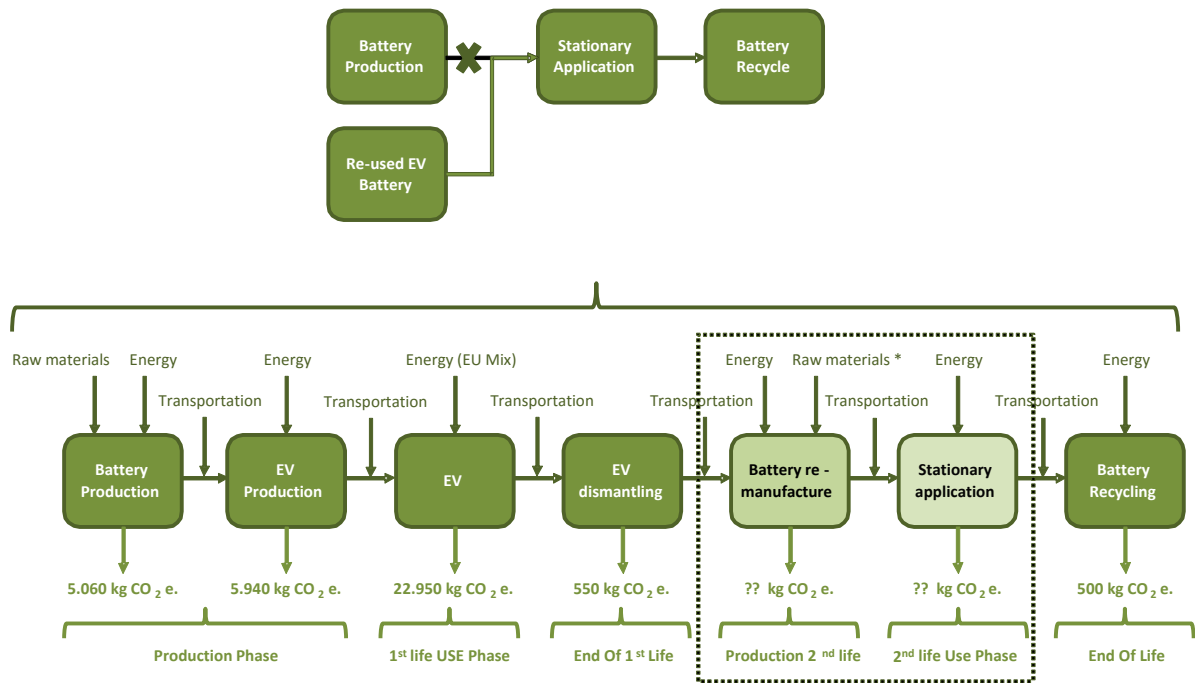 Battery
Production
Stationary
Application
Battery
Recycle
Re-used EV
Battery
Raw materials
Energy
Energy
Energy (EU Mix)
Energy
Raw materials *
Energy
Energy
Transportation
Transportation
Transportation
Transportation
Transportation
Transportation
Battery
Production
EV
Production
EV
EV
dismantling
Battery re -
manufacture
Stationary
application
Battery
Recycling
5.060 kg CO 2 e.
5.940 kg CO 2 e.
22.950 kg CO 2 e.
550 kg CO 2 e.
?? kg CO 2 e.
?? kg CO 2 e.
500 kg CO 2 e.
Production Phase
1st life USE Phase
End Of 1 st Life
Production 2 nd life
2nd life Use Phase
End Of Life